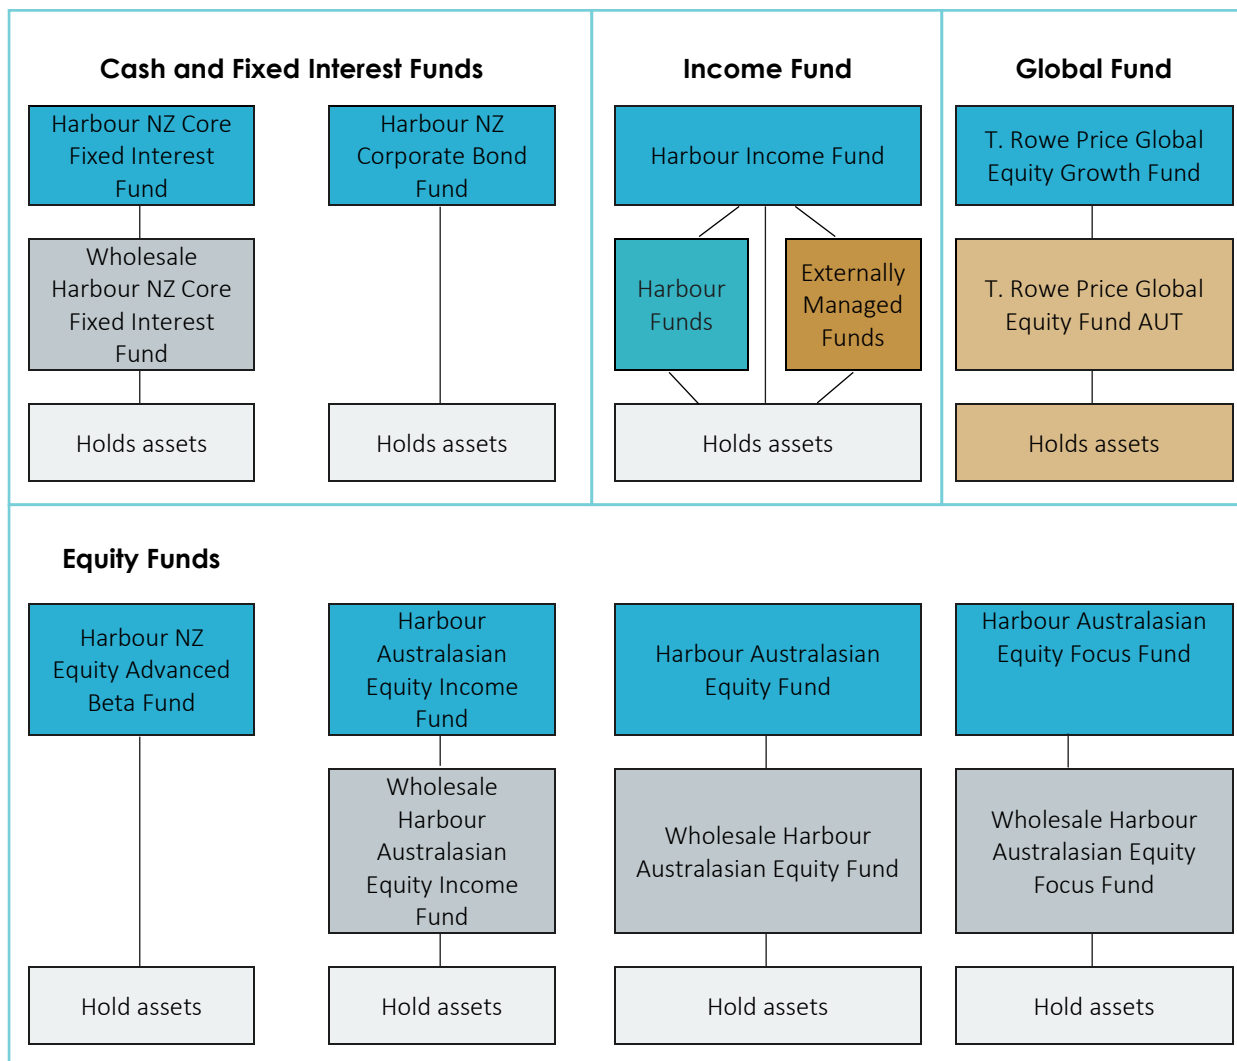 Cash and Fixed Interest Funds
Harbour NZ Core
Fixed Interest
Fund
Wholesale
Harbour NZ Core
Fixed Interest
Fund
Holds assets
Harbour NZ
Corporate Bond
Fund
Holds assets
Income Fund
Harbour Income Fund
Harbour
Funds
Externally
Managed
Funds
Holds assets
Global Fund
T. Rowe Price Global
Equity Growth Fund
T. Rowe Price Global
Equity Fund AUT
Holds assets
Equity Funds
Harbour NZ
Equity Advanced
Beta Fund
Hold assets
Harbour
Australasian
Equity Income
Fund
Wholesale
Harbour
Australasian
Equity Income
Fund
Hold assets
Harbour Australasian
Equity Fund
Wholesale Harbour
Australasian Equity Fund
Hold assets
Harbour Australasian
Equity Focus Fund
Wholesale Harbour
Australasian Equity
Focus Fund
Hold assets